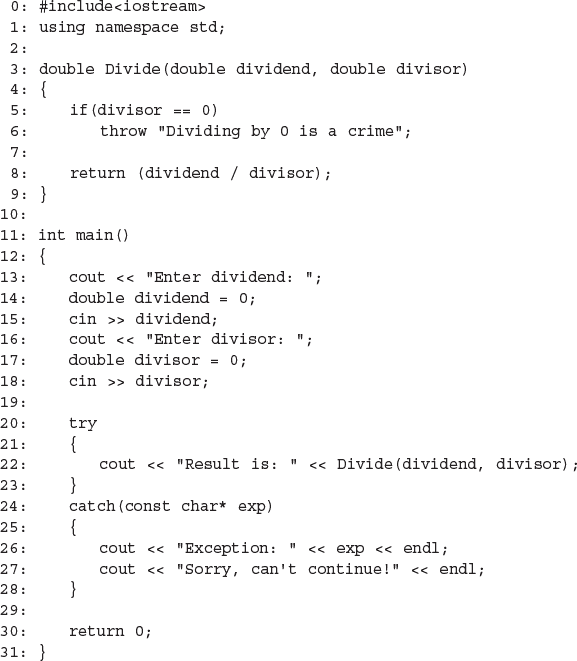 0: #include<iostream>
1: using namespace std;
2:
3: double Divide(double dividend, double divisor)
4: {
5:    if(divisor == 0)
6:       throw "Dividing by 0 is a crime";
7:
8:    return (dividend / divisor);
9: }
10:
11: int main()
12: {
13:    cout << "Enter dividend: ";
14:    double dividend = 0;
15:    cin >> dividend;
16:    cout << "Enter divisor: ";
17:    double divisor = 0;
18:    cin >> divisor;
19:
20:    try
21:    {
22:       cout << "Result is: " << Divide(dividend, divisor);
23:    }
24:    catch(const char* exp)
25:    {
26:       cout << "Exception: " << exp << endl;
27:       cout << "Sorry, can't continue!" << endl;
28:    }
29:
30:    return 0;
31: }